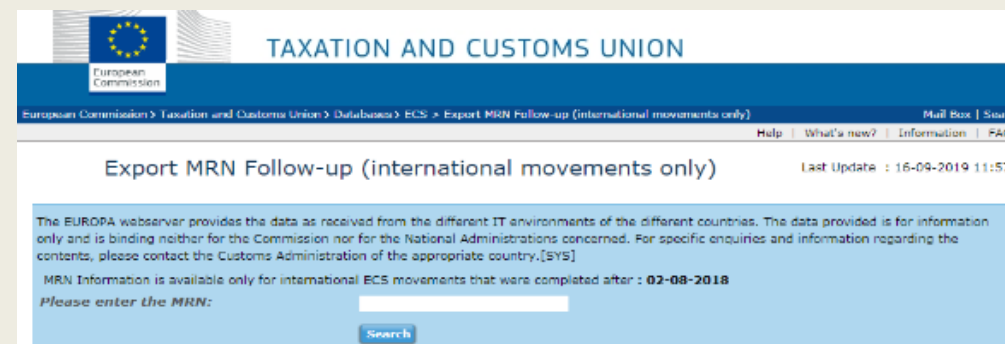 TAXATION AND CUSTOMS UNION
European
Commission
European Commission > Taxation and Customs Union > Databases > ECS > Export MRN Follow-up (international movements only)
Mail Box | Sea
Help | What's new? | Information | FA
Export MRN Follow-up (international movements only)
Last Update : 16-09-2019 11:5
The EUROPA webserver provides the data as received from the different IT environments of the different countries. The data provided is for information
only and is binding neither for the Commission nor for the National Administrations concerned. For specific enquiries and information regarding the
contents, please contact the Customs Administration of the appropriate country.[SYS]
MRN Information is available only for international ECS movements that were completed after : 02-08-2018
Please enter the MRN:
Search